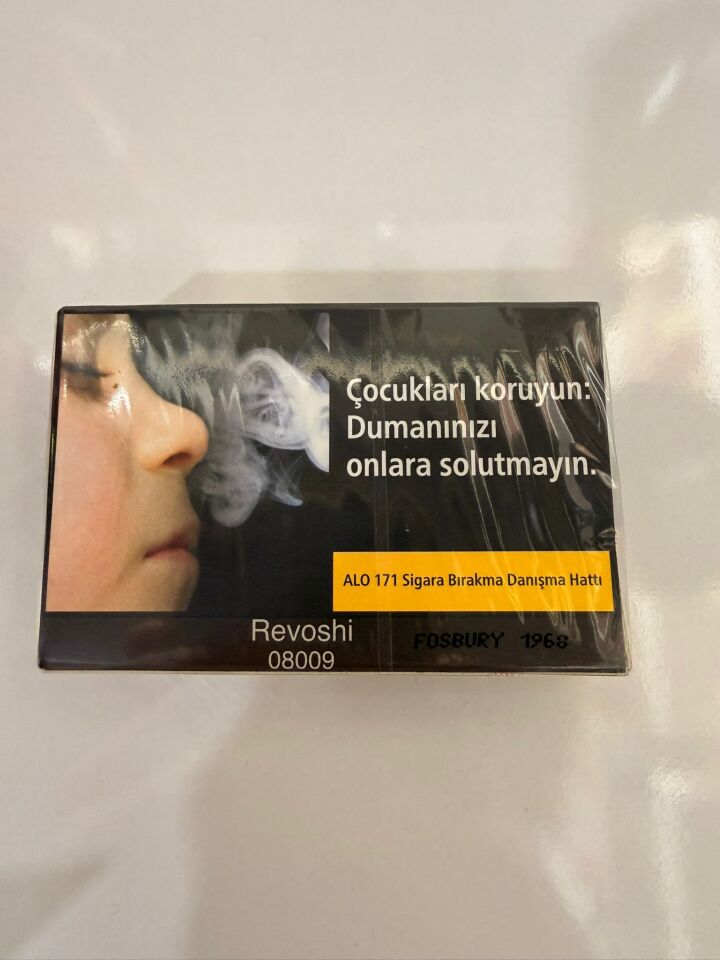 Çocukları koruyun:
Dumanınızı
onlara solutmayın.
ALO 171 Sigara Bırakma Danışma Hattı
Revoshi
08009
FOSBURY 1968